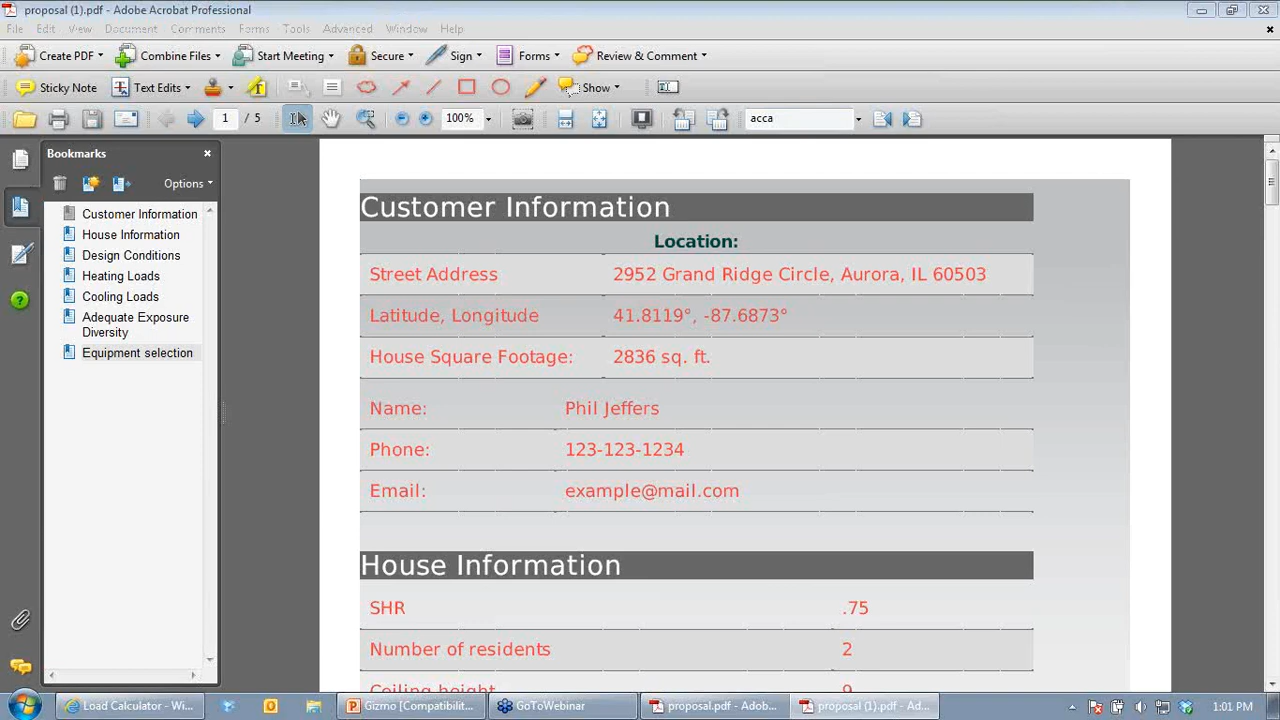 proposal (1).pdf - Adobe Acrobat Professional
File Edit View Document Comments Forms Tools Advanced Window Help
Create PDF Combine Files Start Meeting Secure Sign Forms Review & Comment
Sticky Note Text Edits Show
1 / 5 100% acca
Bookmarks
Options
Customer Information
House Information
Design Conditions
Heating Loads
Cooling Loads
Adequate Exposure
Diversity
Equipment selection
Customer Information
Location:
Street Address 2952 Grand Ridge Circle, Aurora, IL 60503
Latitude, Longitude 41.8119°, -87.6873°
House Square Footage: 2836 sq. ft.
Name: Phil Jeffers
Phone: 123-123-1234
Email: example@mail.com
House Information
SHR .75
Number of residents 2
Ceiling height 9
Load Calculator - Wi... Gizmo [Compatibilit... GoToWebinar proposal.pdf - Adob... proposal (1).pdf - Ad... 1:01 PM